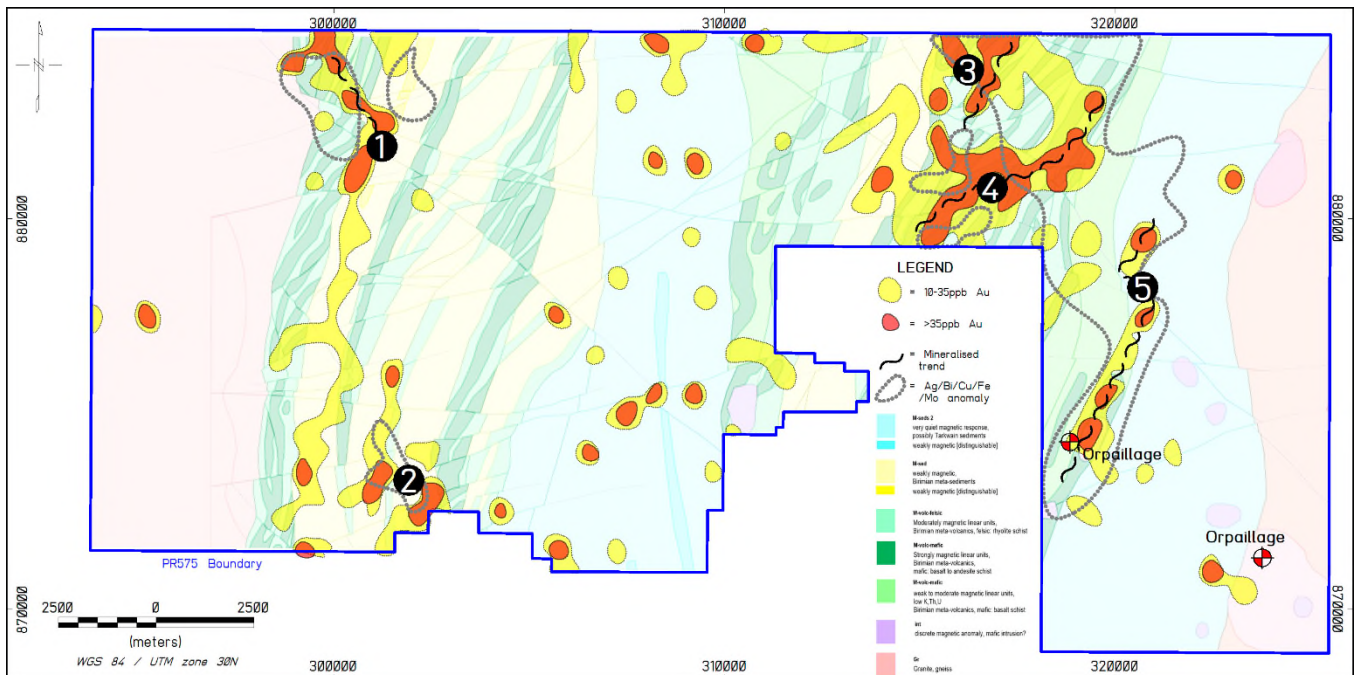 300000
310000
320000
N
3
1
4
880000
880000
LEGEND
= 10-35ppb Au
5
= >35ppb Au
= Mineralised
trend
= Ag/Bi/Cu/Fe
/Mo anomaly
M-seds 2
very quiet magnetic response,
possibly Tarkwain sediments
weakly magnetic [distinguishable]
Orpaillage
M-sed
weakly magnetic,
Birimian meta-sediments
weakly magnetic [distinguishable]
2
M-volc-felsic
Moderately magnetic linear units,
Birimian meta-volcanics, felsic: rhyolite schist
Orpaillage
M-volc-mafic
Strongly magnetic linear units,
Birimian meta-volcanics,
mafic: basalt to andesite schist
PR575 Boundary
M-volc-mafic
weak to moderate magnetic linear units,
low K,Th,U
Birimian meta-volcanics, mafic: basalt schist
2500 0 2500
(meters)
870000
870000
int
discrete magnetic anomaly, mafic intrusion?
WGS 84 / UTM zone 30N
Gr
Granite, gneiss
300000
310000
320000